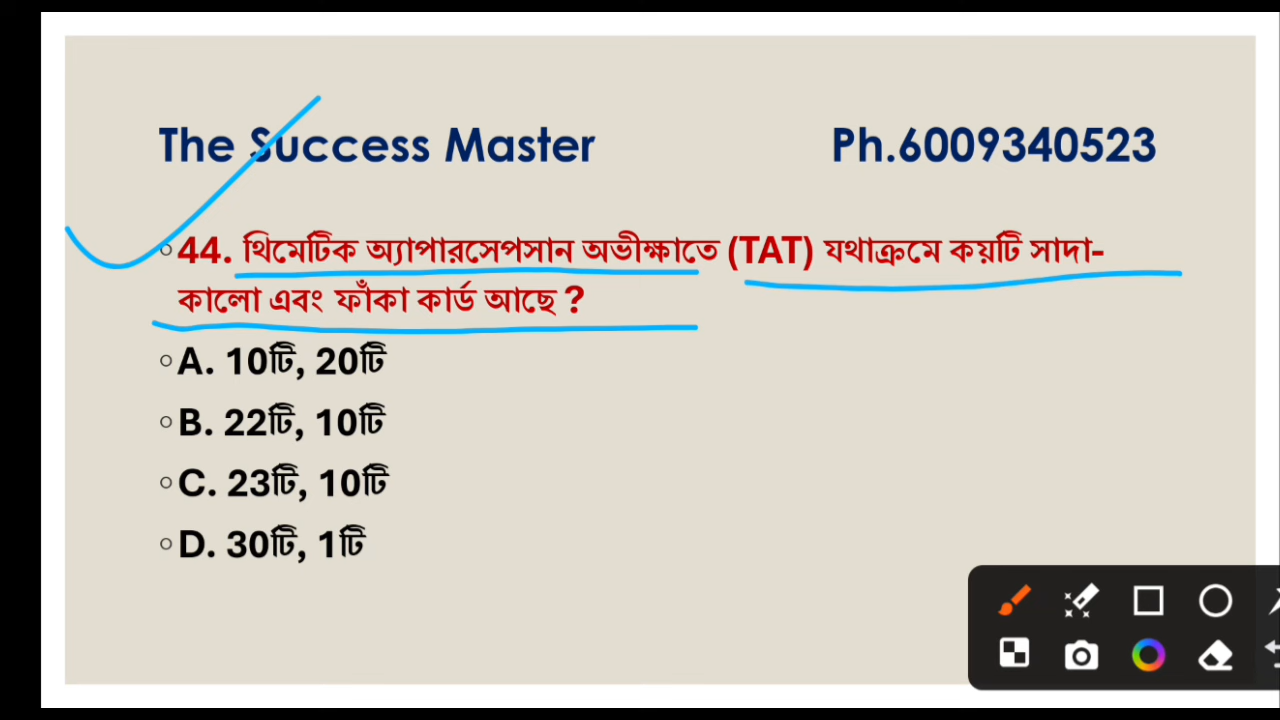 The Success Master Ph.6009340523
44. থিমেটিক অ্যাপারসেপসান অভীক্ষাতে (TAT) যথাক্রমে কয়টি সাদা-
কালো এবং ফাঁকা কার্ড আছে ?
A. 10টি, 20টি
B. 22টি, 10টি
C. 23টি, 10টি
D. 30টি, 1টি